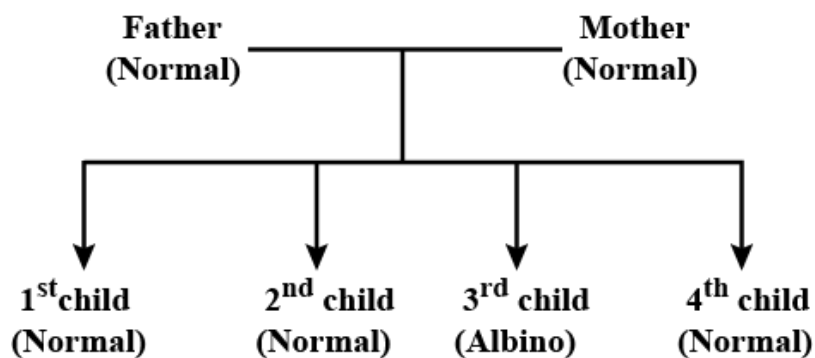 Father
(Normal)
Mother
(Normal)
1st child
(Normal)
2nd child
(Normal)
3rd child
(Albino)
4th child
(Normal)